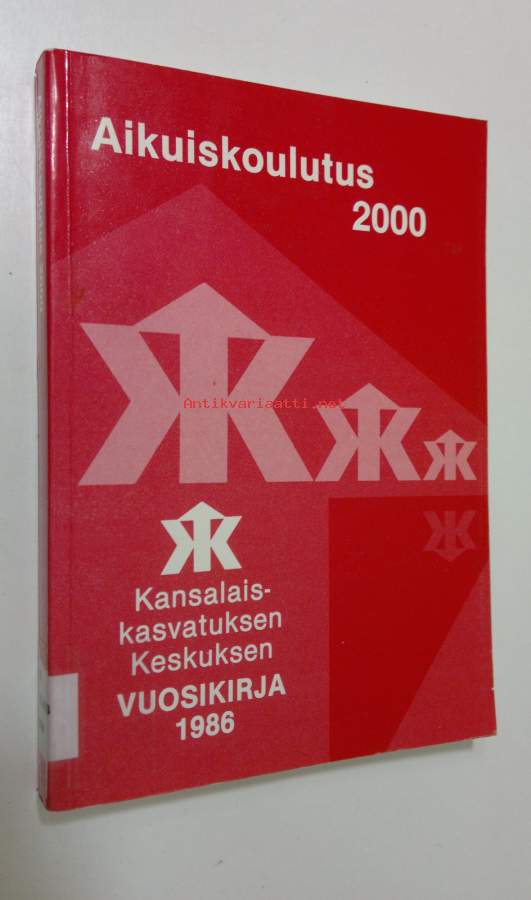 Aikuiskoulutus
2000
Antikvariaatti.net
Kansalais-
kasvatuksen
Keskuksen
VUOSIKIRJA
1986